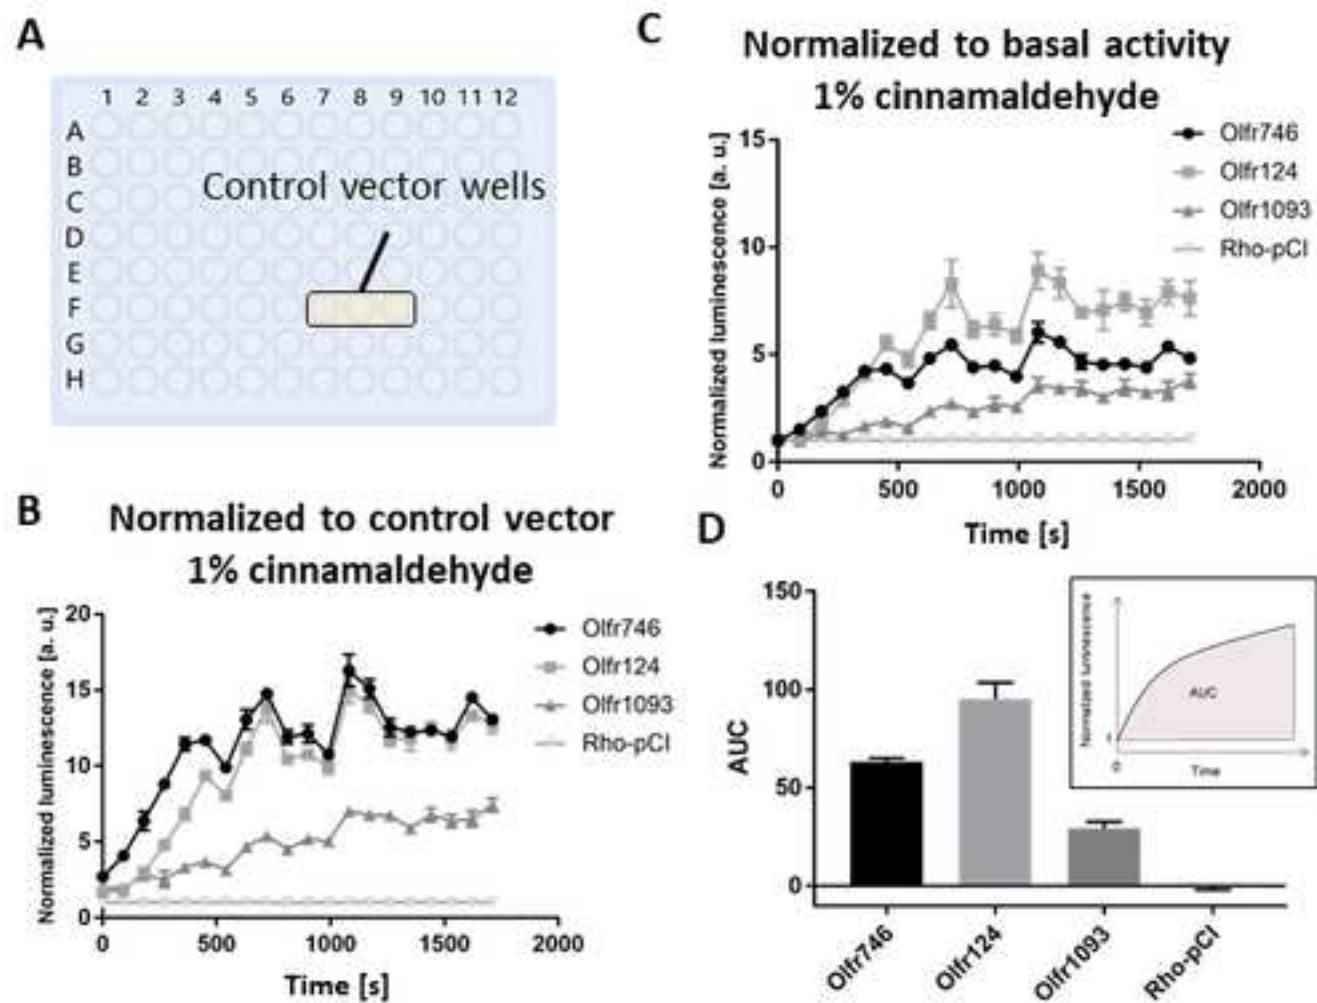 A
1 2 3 4 5 6 7 8 9 10 11 12
A
B
C
D
E
F
G
H
Control vector wells
B
Normalized to control vector
1% cinnamaldehyde
Normalized luminescence [a. u.]
20
15
10
5
0
0 500 1000 1500 2000
Time [s]
Olfr746
Olfr124
Olfr1093
Rho-pCI
C
Normalized to basal activity
1% cinnamaldehyde
Normalized luminescence [a. u.]
15
10
5
0
0 500 1000 1500 2000
Time [s]
Olfr746
Olfr124
Olfr1093
Rho-pCI
D
AUC
150
100
50
0
Olfr746
Olfr124
Olfr1093
Rho-pCI
Normalized luminescence
AUC
0
Time